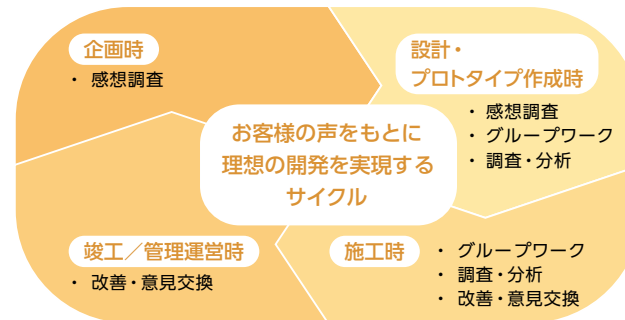 企画時
・ 感想調査
設計・
プロトタイプ作成時
・ 感想調査
・ グループワーク
・ 調査・分析
お客様の声をもとに
理想の開発を実現する
サイクル
竣工／管理運営時
・ 改善・意見交換
施工時
・ グループワーク
・ 調査・分析
・ 改善・意見交換